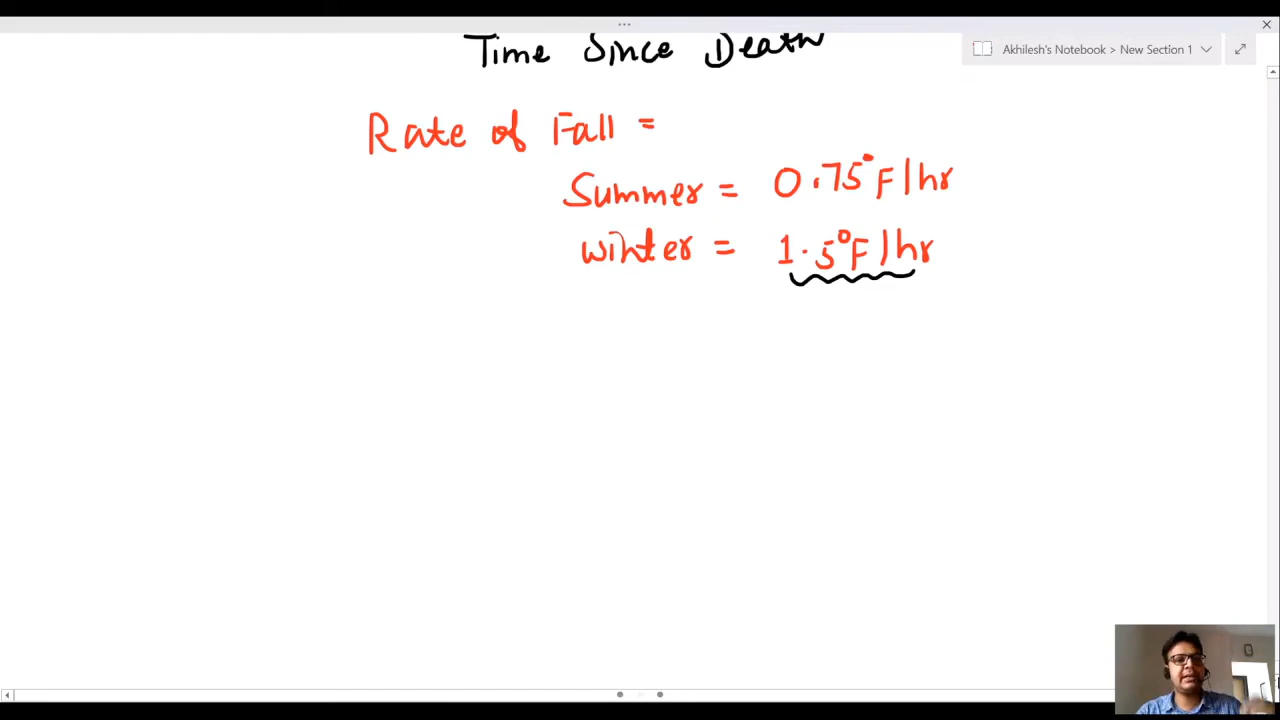 Akhilesh's Notebook > New Section 1
Time Since Death
Rate of Fall =
Summer = 0.75°F/hr
winter = 1.5°F/hr